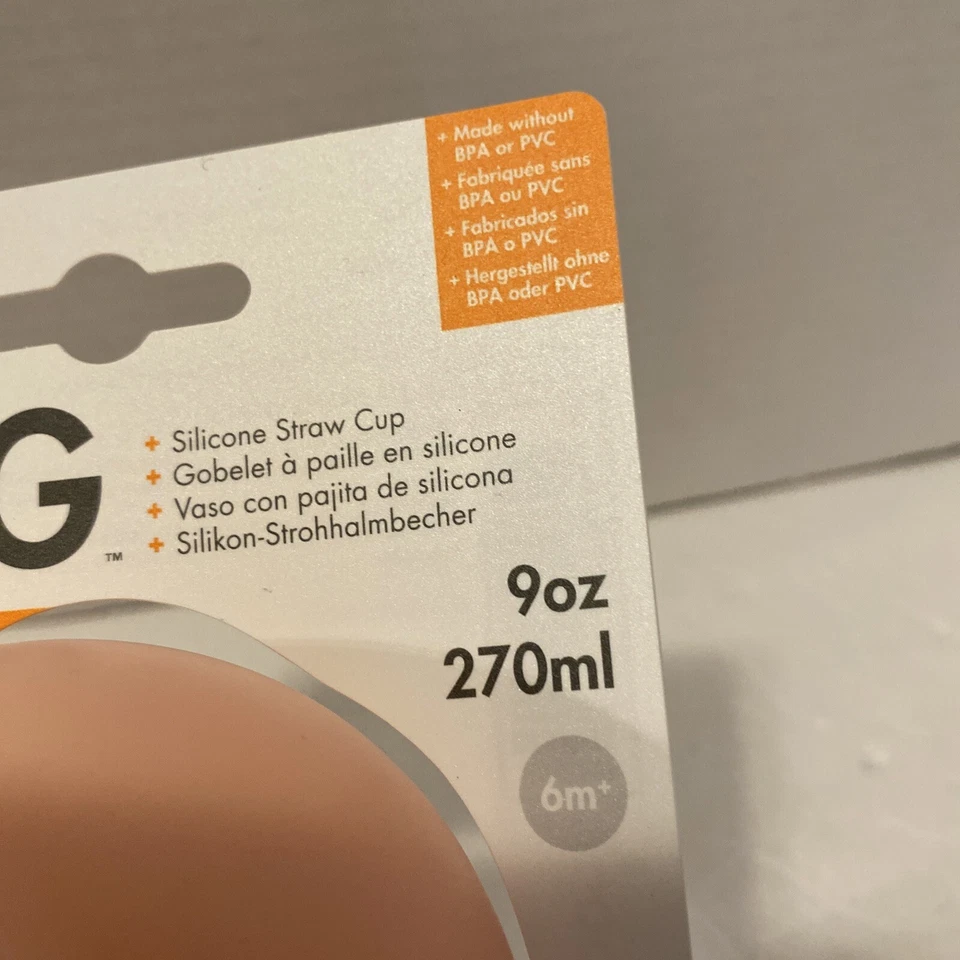 + Made without
BPA or PVC
+ Fabriquée sans
BPA ou PVC
+ Fabricados sin
BPA o PVC
+ Hergestellt ohne
BPA oder PVC
G™
+ Silicone Straw Cup
+ Gobelet à paille en silicone
+ Vaso con pajita de silicona
+ Silikon-Strohhalmbecher
9oz
270ml
6m+